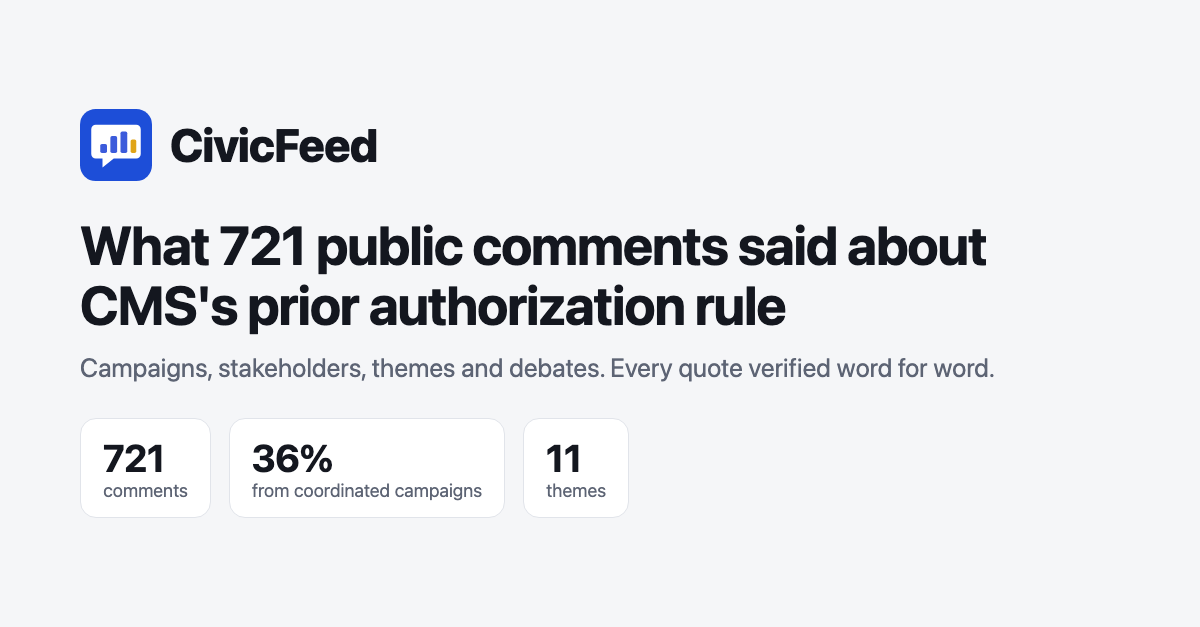 CivicFeed
What 721 public comments said about
CMS's prior authorization rule
Campaigns, stakeholders, themes and debates. Every quote verified word for word.
721
comments
36%
from coordinated campaigns
11
themes